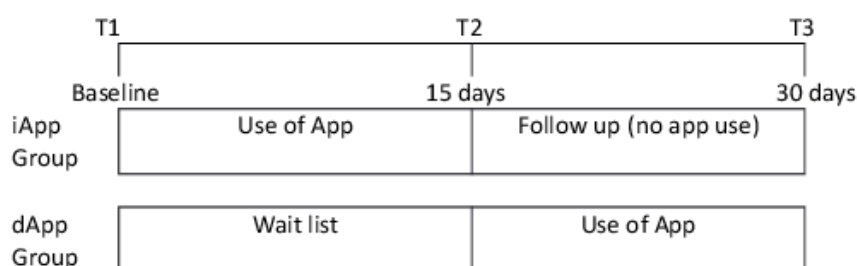 T1 T2 T3
Baseline 15 days 30 days
iApp Use of App Follow up (no app use)
Group
dApp Wait list Use of App
Group